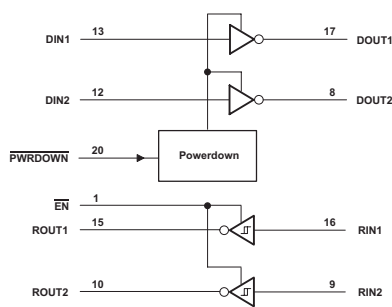 DIN1 13 17 DOUT1
DIN2 12 8 DOUT2
PWRDOWN 20 Powerdown
EN 1
ROUT1 15 16 RIN1
ROUT2 10 9 RIN2